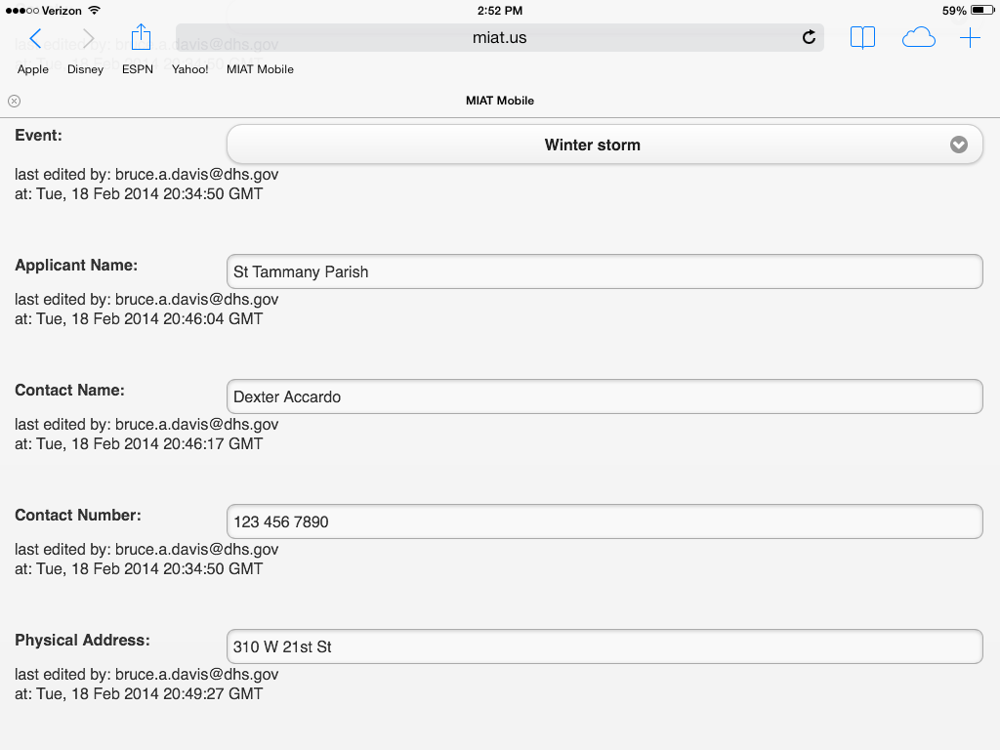 Verizon 2:52 PM 59%
miat.us
Apple Disney ESPN Yahoo! MIAT Mobile
MIAT Mobile
Event: Winter storm
last edited by: bruce.a.davis@dhs.gov
at: Tue, 18 Feb 2014 20:34:50 GMT
Applicant Name: St Tammany Parish
last edited by: bruce.a.davis@dhs.gov
at: Tue, 18 Feb 2014 20:46:04 GMT
Contact Name: Dexter Accardo
last edited by: bruce.a.davis@dhs.gov
at: Tue, 18 Feb 2014 20:46:17 GMT
Contact Number: 123 456 7890
last edited by: bruce.a.davis@dhs.gov
at: Tue, 18 Feb 2014 20:34:50 GMT
Physical Address: 310 W 21st St
last edited by: bruce.a.davis@dhs.gov
at: Tue, 18 Feb 2014 20:49:27 GMT